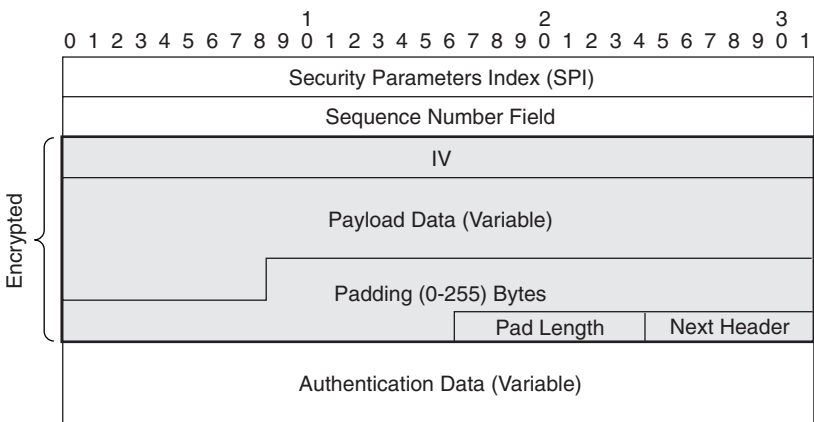 1 2 3
0 1 2 3 4 5 6 7 8 9 0 1 2 3 4 5 6 7 8 9 0 1 2 3 4 5 6 7 8 9 0 1
Security Parameters Index (SPI)
Sequence Number Field
IV
Encrypted
Payload Data (Variable)
Padding (0-255) Bytes
Pad Length Next Header
Authentication Data (Variable)